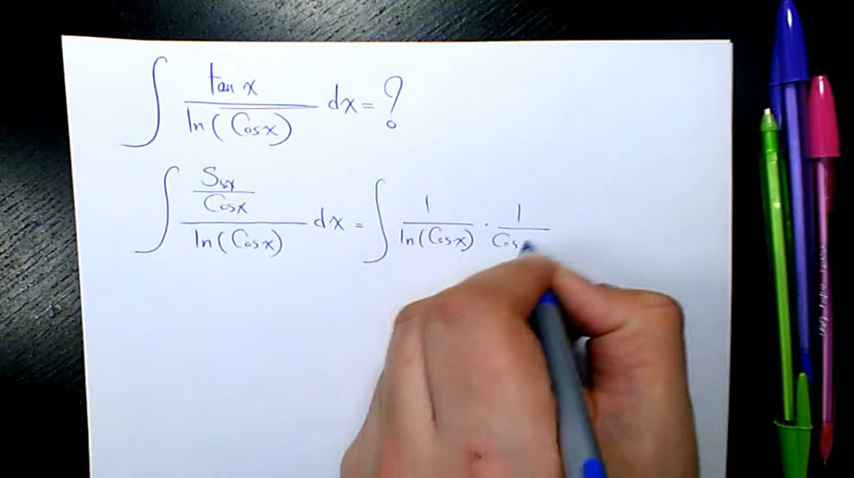 ∫ tan x / ln(Cos x) dx = ?
∫ (Sin x / Cos x) / ln(Cos x) dx = ∫ 1 / ln(Cos x) · 1 / Cos